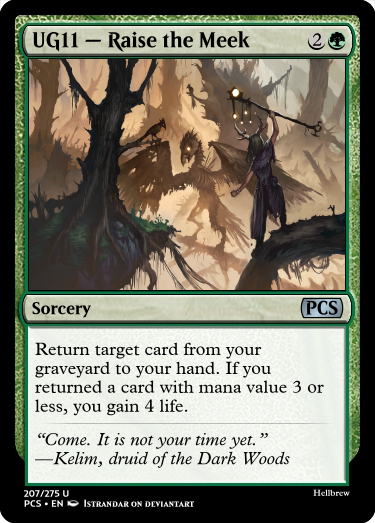 UG11 — Raise the Meek 2
Sorcery PCS
Return target card from your
graveyard to your hand. If you
returned a card with mana value 3 or
less, you gain 4 life.
“Come. It is not your time yet.”
—Kelim, druid of the Dark Woods
207/275 U Hellbrew
PCS • EN ISTRANDAR ON DEVIANTART